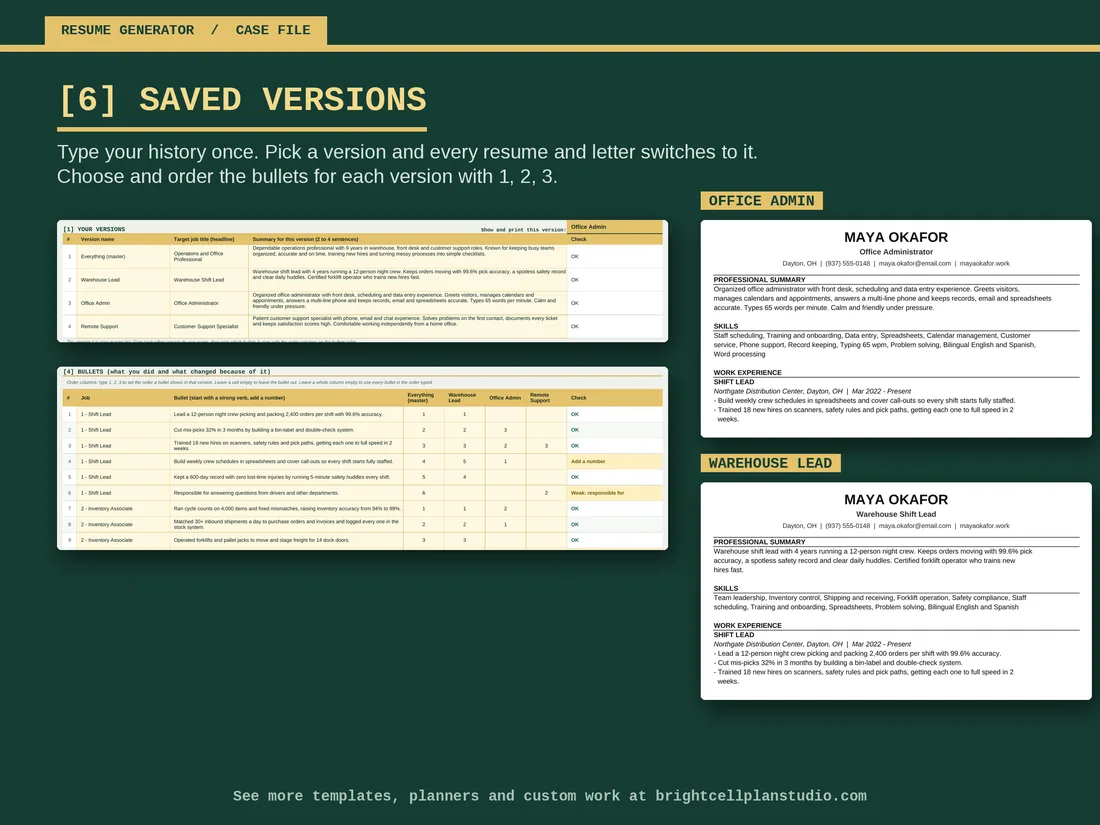 RESUME GENERATOR / CASE FILE
[6] SAVED VERSIONS
Type your history once. Pick a version and every resume and letter switches to it.
Choose and order the bullets for each version with 1, 2, 3.
[1] YOUR VERSIONS Show and print this version: Office Admin
# Version name Target job title (headline) Summary for this version (2 to 4 sentences) Check
1 Everything (master) Operations and Office Professional Dependable operations professional with 9 years in warehouse, front desk and customer support roles. Known for keeping busy teams organized, accurate and on time, training new hires and turning messy processes into simple checklists. OK
2 Warehouse Lead Warehouse Shift Lead Warehouse shift lead with 4 years running a 12-person night crew. Keeps orders moving with 99.6% pick accuracy, a spotless safety record and clear daily huddles. Certified forklift operator who trains new hires fast. OK
3 Office Admin Office Administrator Organized office administrator with front desk, scheduling and data entry experience. Greets visitors, manages calendars and appointments, answers a multi-line phone and keeps records, email and spreadsheets accurate. Types 65 words per minute. Calm and friendly under pressure. OK
4 Remote Support Customer Support Specialist Patient customer support specialist with phone, email and chat experience. Solves problems on the first contact, documents every ticket and keeps satisfaction scores high. Comfortable working independently from a home office. OK
[4] BULLETS (what you did and what changed because of it)
Order columns: type 1, 2, 3 to set the order a bullet shows in that version. Leave a cell empty to leave the bullet out. Leave a whole column empty to use every bullet in the order typed.
# Job Bullet (start with a strong verb, add a number) Everything (master) Warehouse Lead Office Admin Remote Support Check
1 1 - Shift Lead Lead a 12-person night crew picking and packing 2,400 orders per shift with 99.6% accuracy. 1 1 OK
2 1 - Shift Lead Cut mis-picks 32% in 3 months by building a bin-label and double-check system. 2 2 3 OK
3 1 - Shift Lead Trained 18 new hires on scanners, safety rules and pick paths, getting each one to full speed in 2 weeks. 3 3 2 3 OK
4 1 - Shift Lead Build weekly crew schedules in spreadsheets and cover call-outs so every shift starts fully staffed. 4 5 1 Add a number
5 1 - Shift Lead Kept a 600-day record with zero lost-time injuries by running 5-minute safety huddles every shift. 5 4 OK
6 1 - Shift Lead Responsible for answering questions from drivers and other departments. 6 2 Weak: responsible for
7 2 - Inventory Associate Ran cycle counts on 4,000 items and fixed mismatches, raising inventory accuracy from 94% to 99%. 1 1 2 OK
8 2 - Inventory Associate Matched 30+ inbound shipments a day to purchase orders and invoices and logged every one in the stock system. 2 2 1 OK
9 2 - Inventory Associate Operated forklifts and pallet jacks to move and stage freight for 14 dock doors. 3 3 OK
OFFICE ADMIN
MAYA OKAFOR
Office Administrator
Dayton, OH | (937) 555-0148 | maya.okafor@email.com | mayaokafor.work
PROFESSIONAL SUMMARY
Organized office administrator with front desk, scheduling and data entry experience. Greets visitors,
manages calendars and appointments, answers a multi-line phone and keeps records, email and spreadsheets
accurate. Types 65 words per minute. Calm and friendly under pressure.
SKILLS
Staff scheduling, Training and onboarding, Data entry, Spreadsheets, Calendar management, Customer
service, Phone support, Record keeping, Typing 65 wpm, Problem solving, Bilingual English and Spanish,
Word processing
WORK EXPERIENCE
SHIFT LEAD
Northgate Distribution Center, Dayton, OH | Mar 2022 - Present
- Build weekly crew schedules in spreadsheets and cover call-outs so every shift starts fully staffed.
- Trained 18 new hires on scanners, safety rules and pick paths, getting each one to full speed in 2
weeks.
WAREHOUSE LEAD
MAYA OKAFOR
Warehouse Shift Lead
Dayton, OH | (937) 555-0148 | maya.okafor@email.com | mayaokafor.work
PROFESSIONAL SUMMARY
Warehouse shift lead with 4 years running a 12-person night crew. Keeps orders moving with 99.6% pick
accuracy, a spotless safety record and clear daily huddles. Certified forklift operator who trains new
hires fast.
SKILLS
Team leadership, Inventory control, Shipping and receiving, Forklift operation, Safety compliance, Staff
scheduling, Training and onboarding, Spreadsheets, Problem solving, Bilingual English and Spanish
WORK EXPERIENCE
SHIFT LEAD
Northgate Distribution Center, Dayton, OH | Mar 2022 - Present
- Lead a 12-person night crew picking and packing 2,400 orders per shift with 99.6% accuracy.
- Cut mis-picks 32% in 3 months by building a bin-label and double-check system.
- Trained 18 new hires on scanners, safety rules and pick paths, getting each one to full speed in 2
weeks.
See more templates, planners and custom work at brightcellplanstudio.com